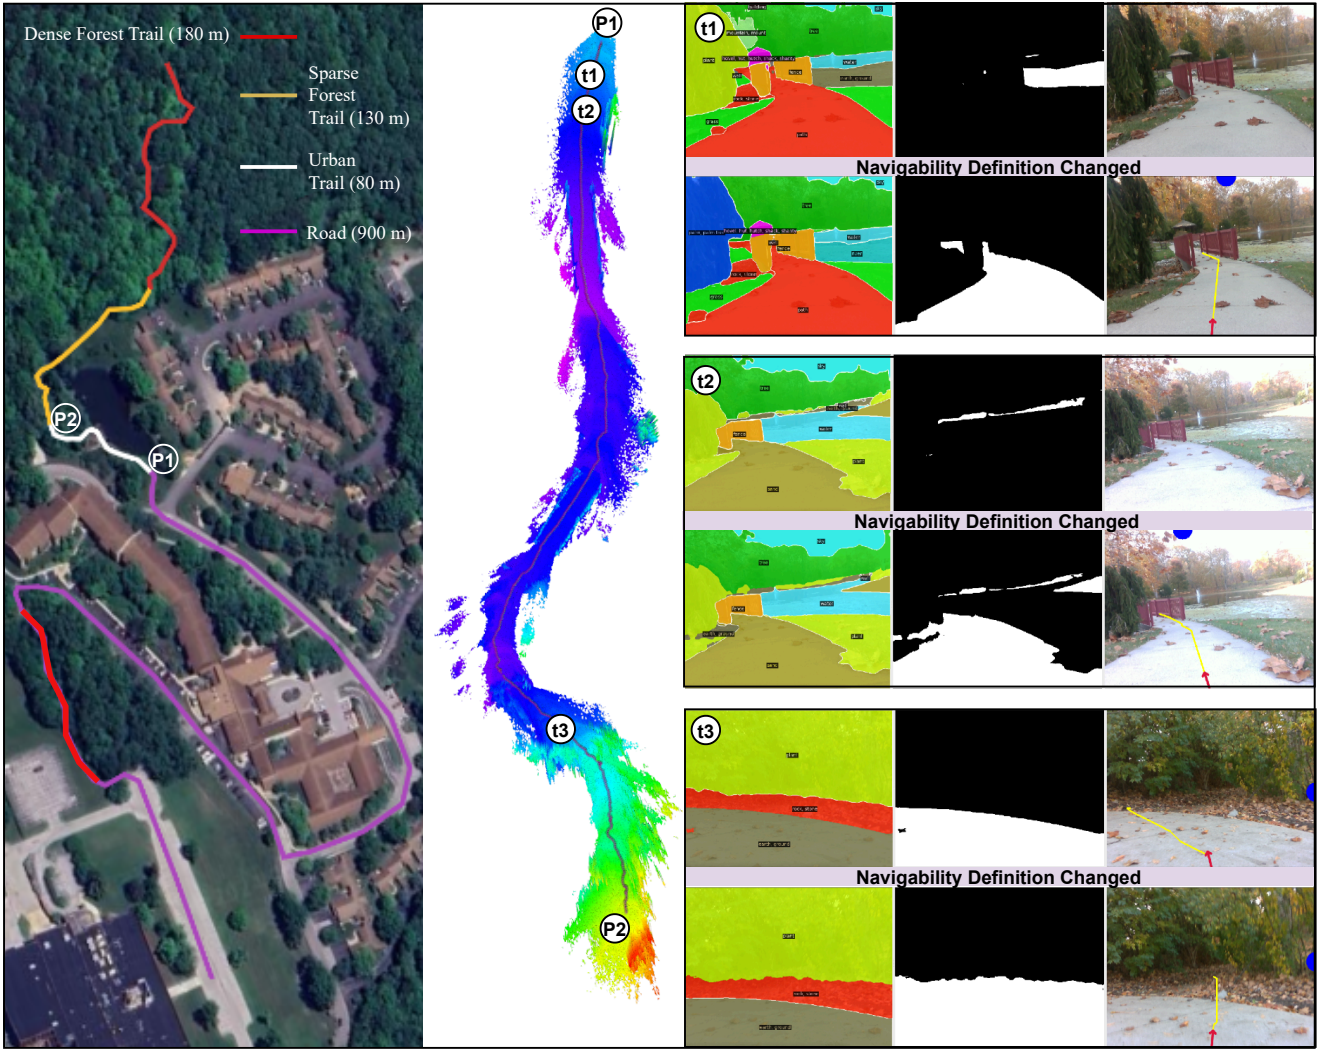 Dense Forest Trail (180 m)
Sparse
Forest
Trail (130 m)
Urban
Trail (80 m)
Road (900 m)
P2
P1
P1
t1
t2
t3
P2
t1
Navigability Definition Changed
t2
Navigability Definition Changed
t3
Navigability Definition Changed